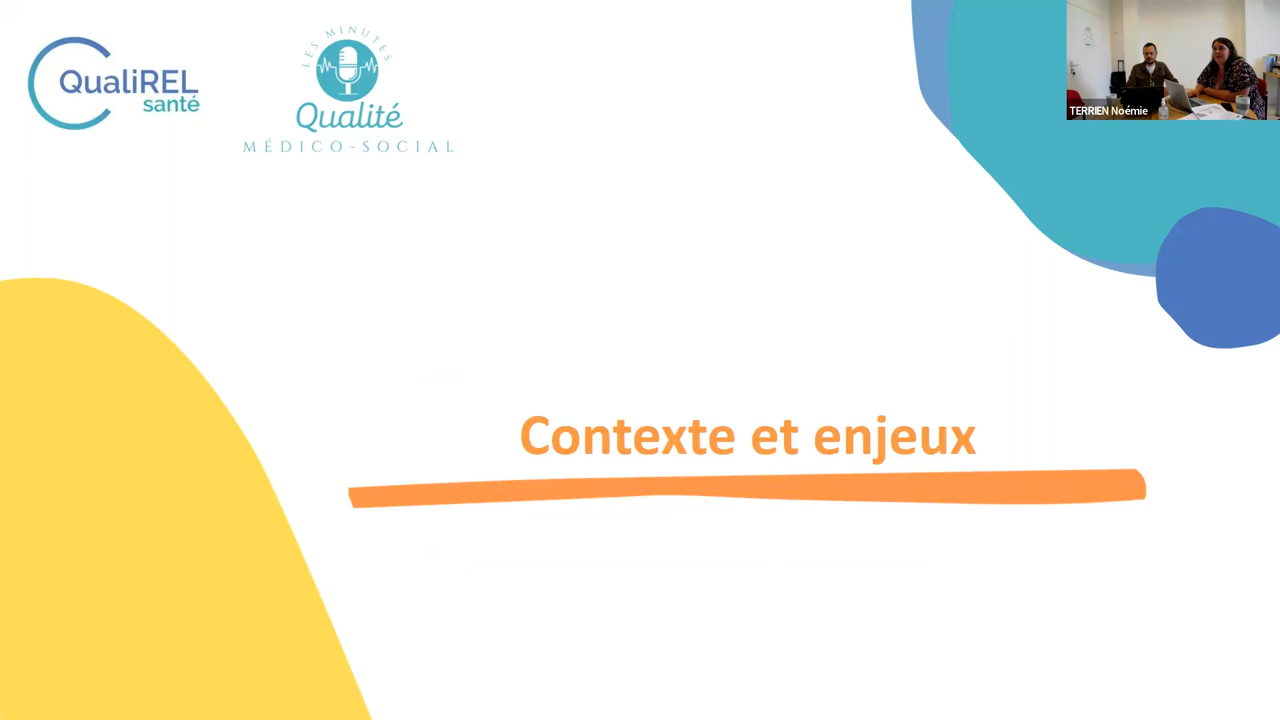 QualiREL
santé
LES MINUTES
Qualité
MÉDICO-SOCIAL
TERRIEN Noémie
Contexte et enjeux